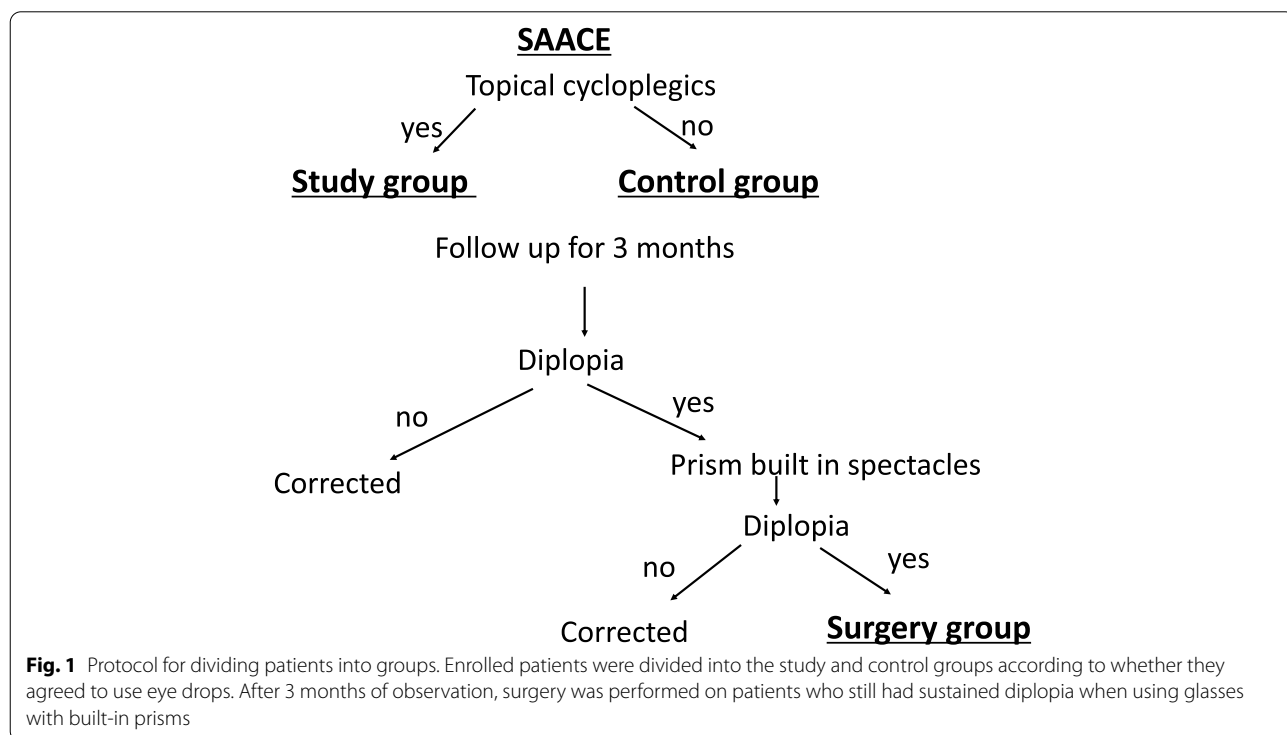 SAACE
Topical cycloplegics
yes
no
Study group
Control group
Follow up for 3 months
Diplopia
no
yes
Corrected
Prism built in spectacles
Diplopia
no
yes
Corrected
Surgery group
Fig. 1 Protocol for dividing patients into groups. Enrolled patients were divided into the study and control groups according to whether they
agreed to use eye drops. After 3 months of observation, surgery was performed on patients who still had sustained diplopia when using glasses
with built-in prisms